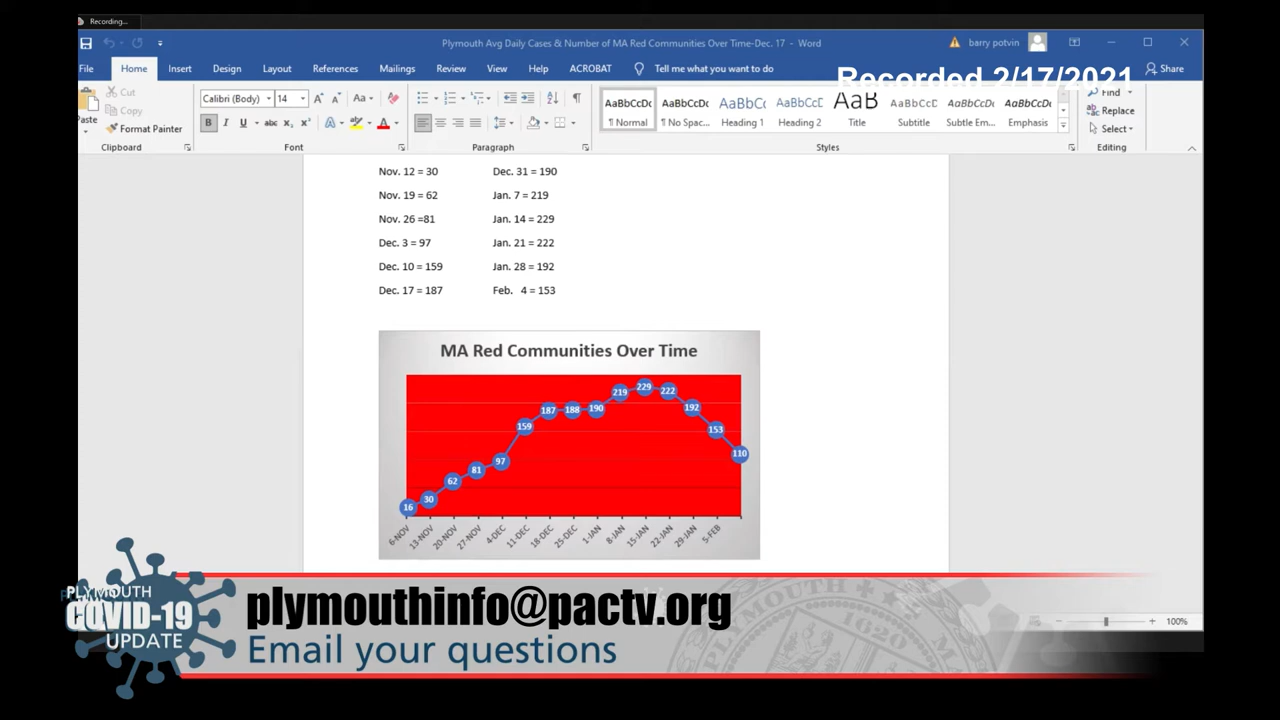 Recording...
Plymouth Avg Daily Cases & Number of MA Red Communities Over Time-Dec. 17 - Word
barry potvin
File Home Insert Design Layout References Mailings Review View Help ACROBAT Tell me what you want to do
Recorded 2/17/2021
Share
Cut
Copy
Paste
Format Painter
Clipboard
Calibri (Body) 14
Font
Paragraph
AaBbCcDc AaBbCcDc AaBbCcD AaBbCcD AaB AaBbCcD AaBbCcDc AaBbCcDc
¶ Normal ¶ No Spac... Heading 1 Heading 2 Title Subtitle Subtle Em... Emphasis
Styles
Find
Replace
Select
Editing
Nov. 12 = 30 Dec. 31 = 190
Nov. 19 = 62 Jan. 7 = 219
Nov. 26 =81 Jan. 14 = 229
Dec. 3 = 97 Jan. 21 = 222
Dec. 10 = 159 Jan. 28 = 192
Dec. 17 = 187 Feb. 4 = 153
MA Red Communities Over Time
16 30 62 81 97 159 187 188 190 219 229 222 192 153 110
6-NOV 13-NOV 20-NOV 27-NOV 4-DEC 11-DEC 18-DEC 25-DEC 1-JAN 8-JAN 15-JAN 22-JAN 29-JAN 5-FEB
PLYMOUTH
COVID-19
UPDATE
plymouthinfo@pactv.org
Email your questions
100%